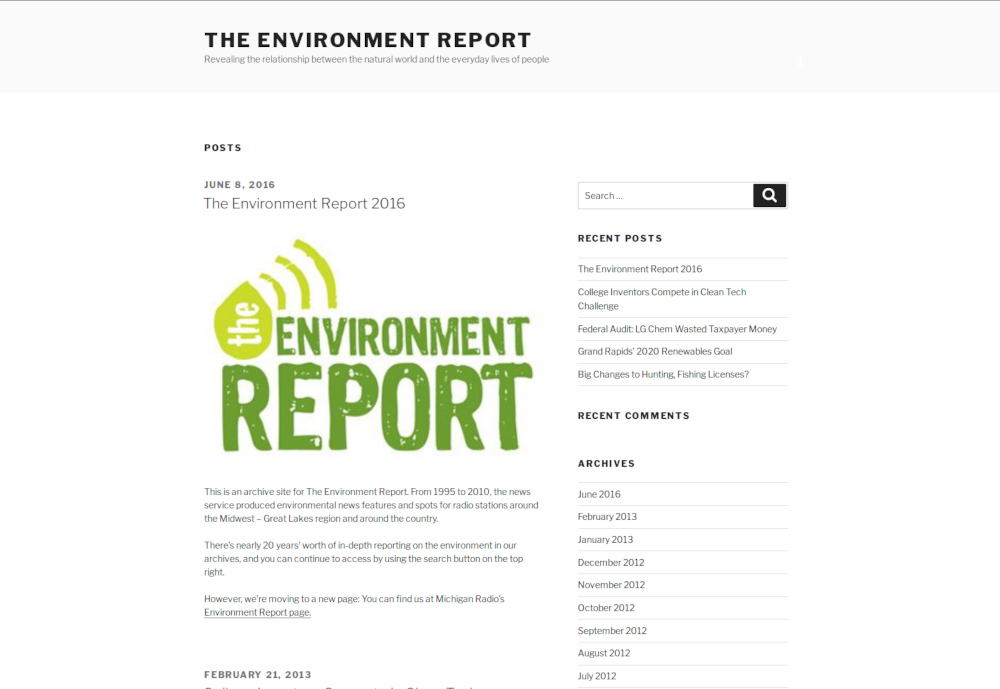 THE ENVIRONMENT REPORT
Revealing the relationship between the natural world and the everyday lives of people
POSTS
JUNE 8, 2016
The Environment Report 2016
the
ENVIRONMENT
REPORT
This is an archive site for The Environment Report. From 1995 to 2010, the news
service produced environmental news features and spots for radio stations around
the Midwest – Great Lakes region and around the country.
There's nearly 20 years' worth of in-depth reporting on the environment in our
archives, and you can continue to access by using the search button on the top
right.
However, we're moving to a new page: You can find us at Michigan Radio's
Environment Report page.
FEBRUARY 21, 2013
Search …
RECENT POSTS
The Environment Report 2016
College Inventors Compete in Clean Tech
Challenge
Federal Audit: LG Chem Wasted Taxpayer Money
Grand Rapids' 2020 Renewables Goal
Big Changes to Hunting, Fishing Licenses?
RECENT COMMENTS
ARCHIVES
June 2016
February 2013
January 2013
December 2012
November 2012
October 2012
September 2012
August 2012
July 2012